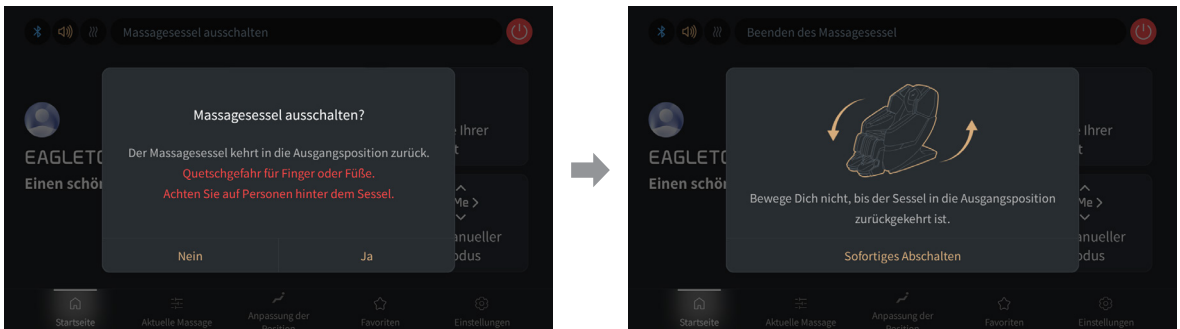 Massagesessel ausschalten
Massagesessel ausschalten?
Der Massagesessel kehrt in die Ausgangsposition zurück.
Quetschgefahr für Finger oder Füße.
Achten Sie auf Personen hinter dem Sessel.
Nein
Ja
EAGLETO
Einen schön
Ihrer
Me >
anueller
odus
Startseite
Aktuelle Massage
Anpassung der
Position
Favoriten
Einstellungen
Beenden des Massagesessel
Bewege Dich nicht, bis der Sessel in die Ausgangsposition
zurückgekehrt ist.
Sofortiges Abschalten
EAGLETO
Einen schön
Ihrer
Me >
anueller
odus
Startseite
Aktuelle Massage
Anpassung der
Position
Favoriten
Einstellungen